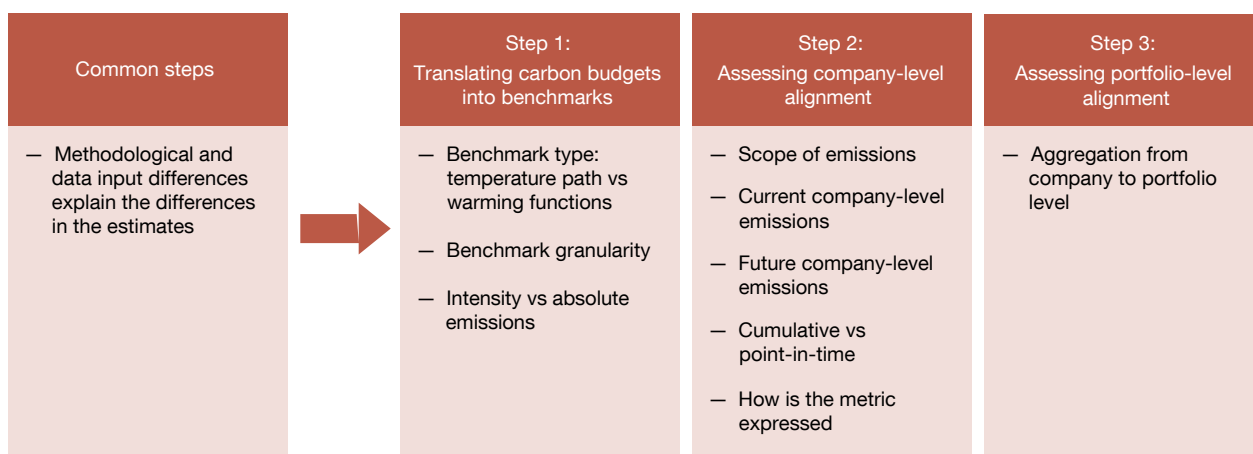 Common steps
— Methodological and
data input differences
explain the differences
in the estimates
Step 1:
Translating carbon budgets
into benchmarks
— Benchmark type:
temperature path vs
warming functions
— Benchmark granularity
— Intensity vs absolute
emissions
Step 2:
Assessing company-level
alignment
— Scope of emissions
— Current company-level
emissions
— Future company-level
emissions
— Cumulative vs
point-in-time
— How is the metric
expressed
Step 3:
Assessing portfolio-level
alignment
— Aggregation from
company to portfolio
level